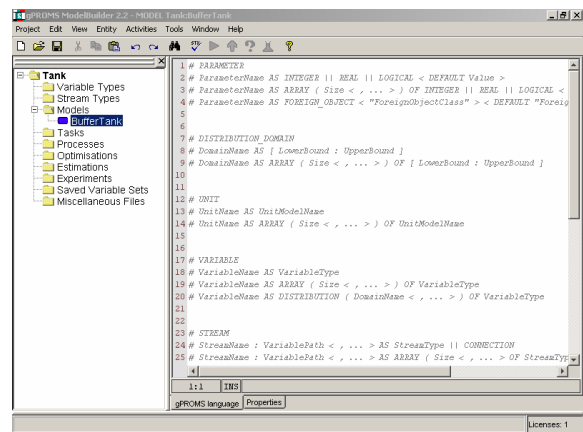 gPROMS ModelBuilder 2.2 - MODEL Tank:BufferTank
Project Edit View Entity Activities Tools Window Help
Tank
Variable Types
Stream Types
Models
BufferTank
Tasks
Processes
Optimisations
Estimations
Experiments
Saved Variable Sets
Miscellaneous Files
1 # PARAMETER
2 # ParameterName AS INTEGER || REAL || LOGICAL < DEFAULT Value >
3 # ParameterName AS ARRAY ( Size < , ... > ) OF INTEGER || REAL || LOGICAL <
4 # ParameterName AS FOREIGN_OBJECT < "ForeignObjectClass" > < DEFAULT "Foreig
5
6
7 # DISTRIBUTION_DOMAIN
8 # DomainName AS [ LowerBound : UpperBound ]
9 # DomainName AS ARRAY ( Size < , ... > ) OF [ LowerBound : UpperBound ]
10
11
12 # UNIT
13 # UnitName AS UnitModelName
14 # UnitName AS ARRAY ( Size < , ... > ) OF UnitModelName
15
16
17 # VARIABLE
18 # VariableName AS VariableType
19 # VariableName AS ARRAY ( Size < , ... > ) OF VariableType
20 # VariableName AS DISTRIBUTION ( DomainName < , ... > ) OF VariableType
21
22
23 # STREAM
24 # StreamName : VariablePath < , ... > AS StreamType || CONNECTION
25 # StreamName : VariablePath < , ... > AS ARRAY ( Size < , ... > OF StreamTyp
1:1 INS
gPROMS language Properties
Licenses: 1